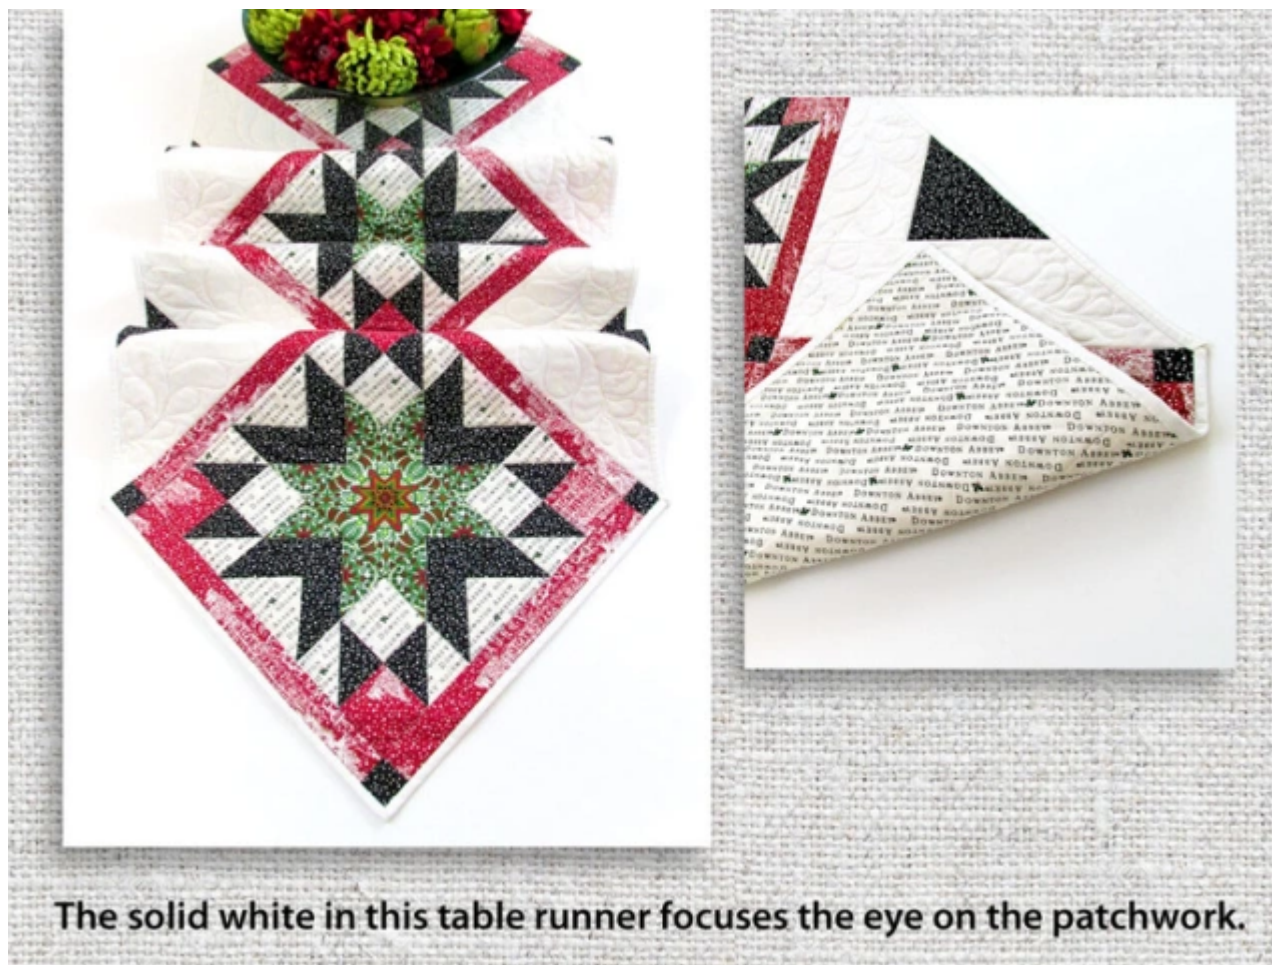 DOWNTON ABBEY
The solid white in this table runner focuses the eye on the patchwork.